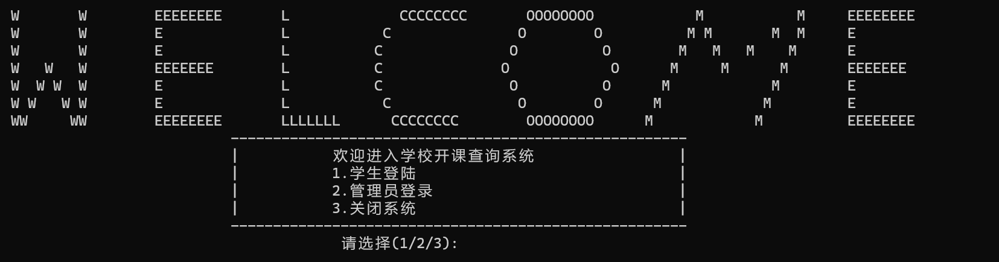 W       W        EEEEEEEE       L             CCCCCCCC       OOOOOOOO            M           M     EEEEEEEE
W       W        E              L           C               O        O          M M       M  M     E
W       W        E              L          C               O          O        M   M   M    M      E
W   W   W        EEEEEEE        L          C              O            O      M     M      M       EEEEEEE
W  W W  W        E              L          C               O          O      M            M        E
W W   W W        E              L           C               O        O      M            M         E
WW     WW        EEEEEEEE       LLLLLLL      CCCCCCCC        OOOOOOOO      M            M          EEEEEEEE
------------------------------------------------------
|           欢迎进入学校开课查询系统                 |
|           1.学生登陆                               |
|           2.管理员登录                             |
|           3.关闭系统                               |
------------------------------------------------------
请选择(1/2/3):